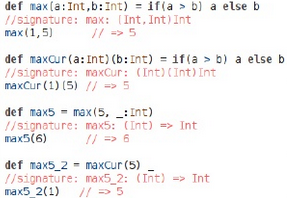 def max(a:Int,b:Int) = if(a > b) a else b
//signature: max: (Int,Int)Int
max(1,5) // => 5
def maxCur(a:Int)(b:Int) = if(a > b) a else b
//signature: maxCur: (Int)(Int)Int
maxCur(1)(5) // => 5
def max5 = max(5, _:Int)
//signature: max5: (Int) => Int
max5(6) // => 6
def max5_2 = maxCur(5) _
//signature: max5_2: (Int) => Int
max5_2(1) // => 5